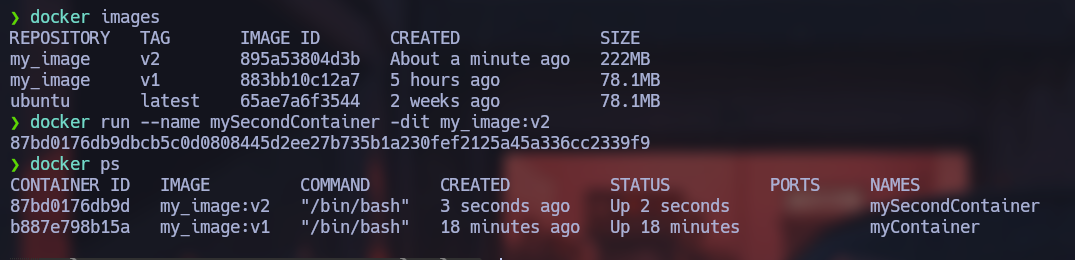 ❯ docker images
REPOSITORY   TAG       IMAGE ID       CREATED              SIZE
my_image     v2        895a53804d3b   About a minute ago   222MB
my_image     v1        883bb10c12a7   5 hours ago          78.1MB
ubuntu       latest    65ae7a6f3544   2 weeks ago          78.1MB
❯ docker run --name mySecondContainer -dit my_image:v2
87bd0176db9dbcb5c0d0808445d2ee27b735b1a230fef2125a45a336cc2339f9
❯ docker ps
CONTAINER ID   IMAGE         COMMAND       CREATED          STATUS          PORTS     NAMES
87bd0176db9d   my_image:v2   "/bin/bash"   3 seconds ago    Up 2 seconds              mySecondContainer
b887e798b15a   my_image:v1   "/bin/bash"   18 minutes ago   Up 18 minutes             myContainer